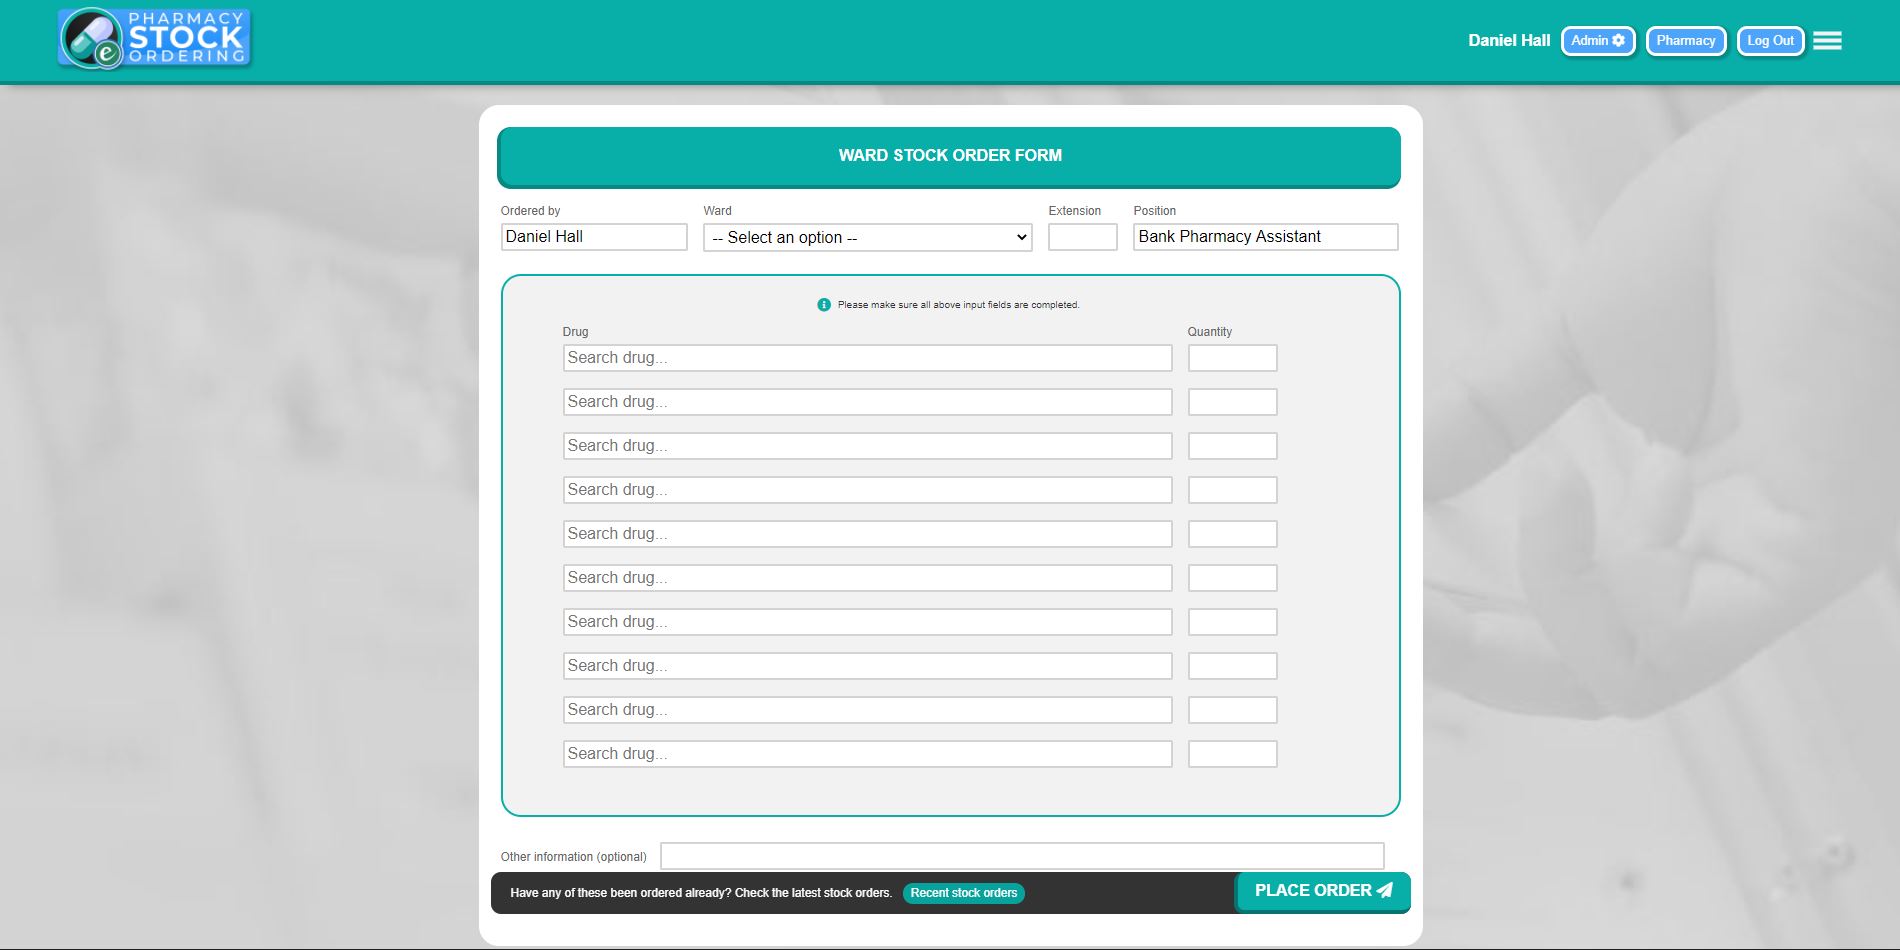 PHARMACY
STOCK
e ORDERING
Daniel Hall Admin Pharmacy Log Out
WARD STOCK ORDER FORM
Ordered by Ward Extension Position
Daniel Hall -- Select an option -- Bank Pharmacy Assistant
Please make sure all above input fields are completed.
Drug Quantity
Search drug...
Search drug...
Search drug...
Search drug...
Search drug...
Search drug...
Search drug...
Search drug...
Search drug...
Search drug...
Other information (optional)
Have any of these been ordered already? Check the latest stock orders. Recent stock orders PLACE ORDER